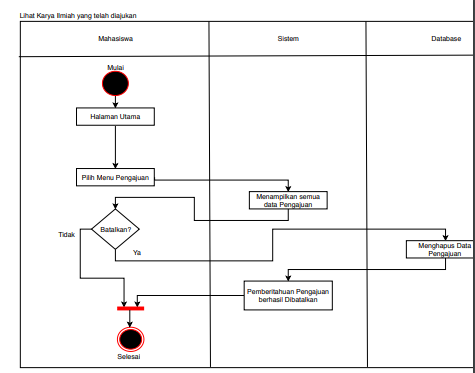 Lihat Karya Ilmiah yang telah diajukan
Mahasiswa
Sistem
Database
Mulai
Halaman Utama
Pilih Menu Pengajuan
Menampilkan semua
data Pengajuan
Batalkan?
Tidak
Ya
Menghapus Data
Pengajuan
Pemberitahuan Pengajuan
berhasil Dibatalkan
Selesai